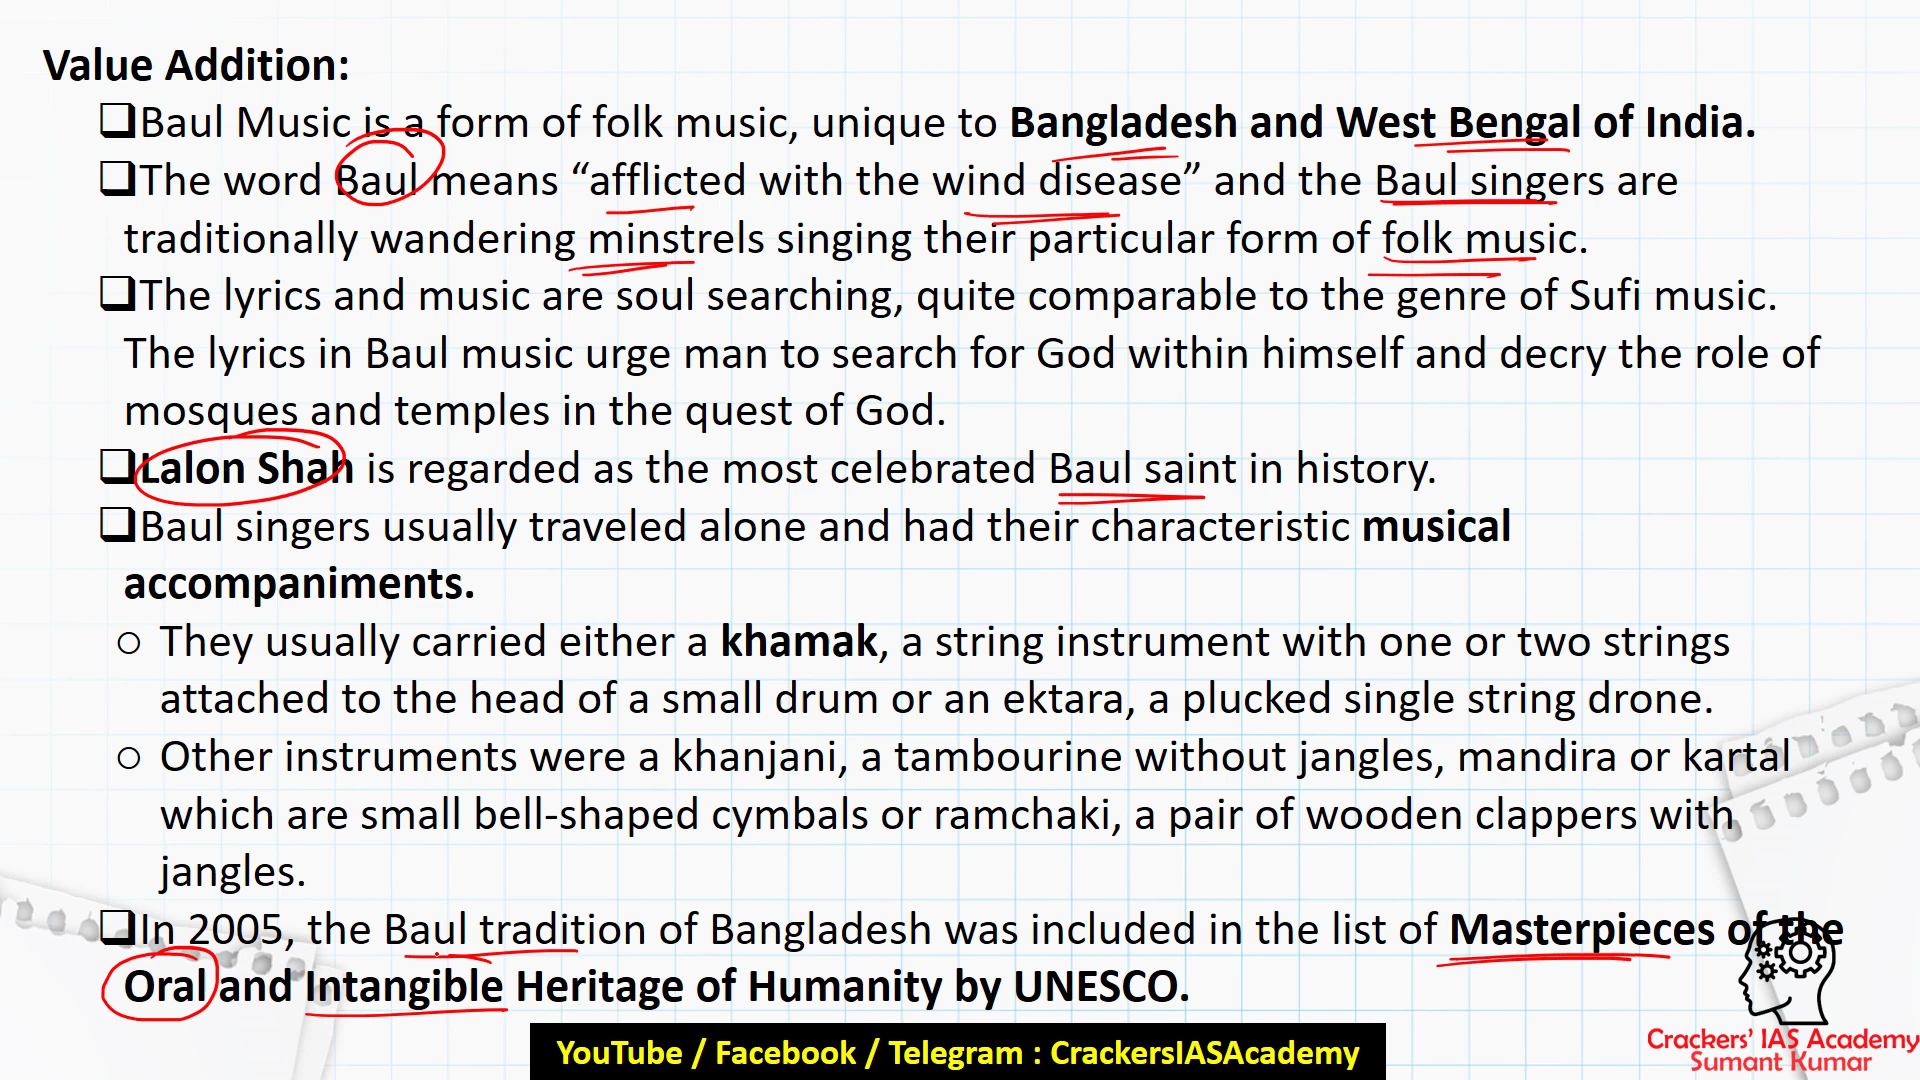 Value Addition:
❑Baul Music is a form of folk music, unique to Bangladesh and West Bengal of India.
❑The word Baul means “afflicted with the wind disease” and the Baul singers are
traditionally wandering minstrels singing their particular form of folk music.
❑The lyrics and music are soul searching, quite comparable to the genre of Sufi music.
The lyrics in Baul music urge man to search for God within himself and decry the role of
mosques and temples in the quest of God.
❑Lalon Shah is regarded as the most celebrated Baul saint in history.
❑Baul singers usually traveled alone and had their characteristic musical
accompaniments.
○ They usually carried either a khamak, a string instrument with one or two strings
attached to the head of a small drum or an ektara, a plucked single string drone.
○ Other instruments were a khanjani, a tambourine without jangles, mandira or kartal
which are small bell-shaped cymbals or ramchaki, a pair of wooden clappers with
jangles.
❑In 2005, the Baul tradition of Bangladesh was included in the list of Masterpieces of the
Oral and Intangible Heritage of Humanity by UNESCO.
YouTube / Facebook / Telegram : CrackersIASAcademy
Crackers’ IAS Academy
Sumant Kumar